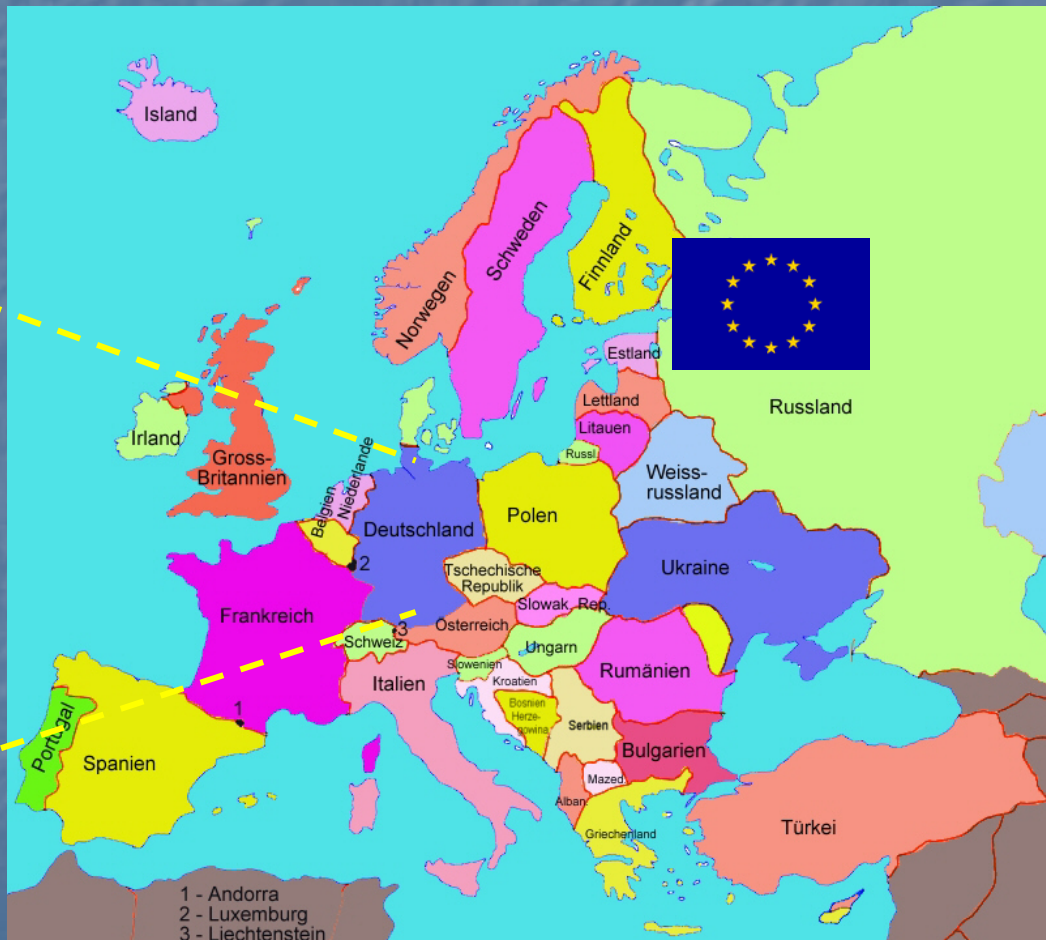 Island
Schweden
Finnland
Norwegen
Estland
Lettland
Russland
Litauen
Irland
Russl.
Gross-
Britannien
Weiss-
russland
Niederlande
Belgien
Deutschland
Polen
2
Ukraine
Tschechische
Republik
Slowak. Rep.
Frankreich
Österreich
3
Schweiz
Ungarn
Slowenien
Rumänien
Kroatien
Italien
Bosnien
Herze-
gowina
Serbien
1
Portugal
Spanien
Bulgarien
Mazed.
Alban.
Türkei
Griechenland
1 - Andorra
2 - Luxemburg
3 - Liechtenstein